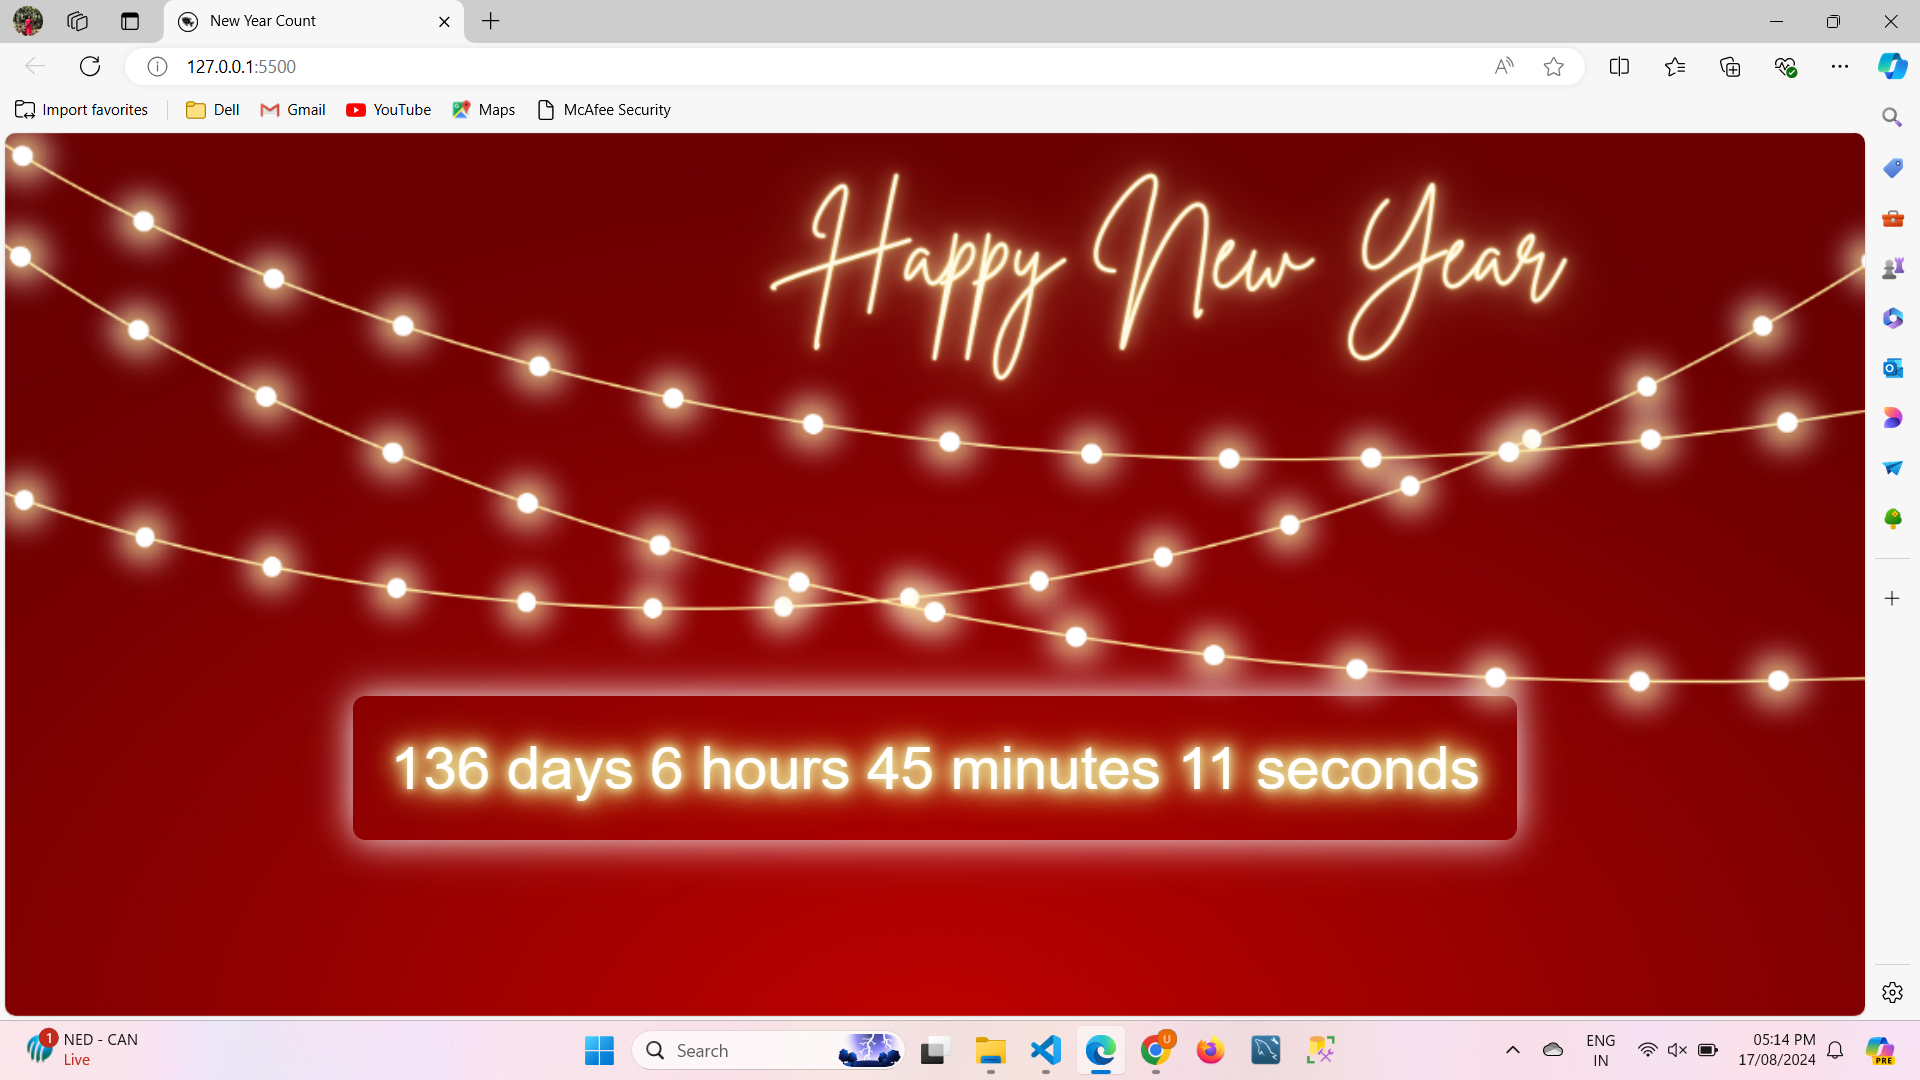 New Year Count
127.0.0.1:5500
Import favorites
Dell
Gmail
YouTube
Maps
McAfee Security
Happy New Year
136 days 6 hours 45 minutes 11 seconds
1
NED - CAN
Live
Search
U
ENG
IN
05:14 PM
17/08/2024
PRE